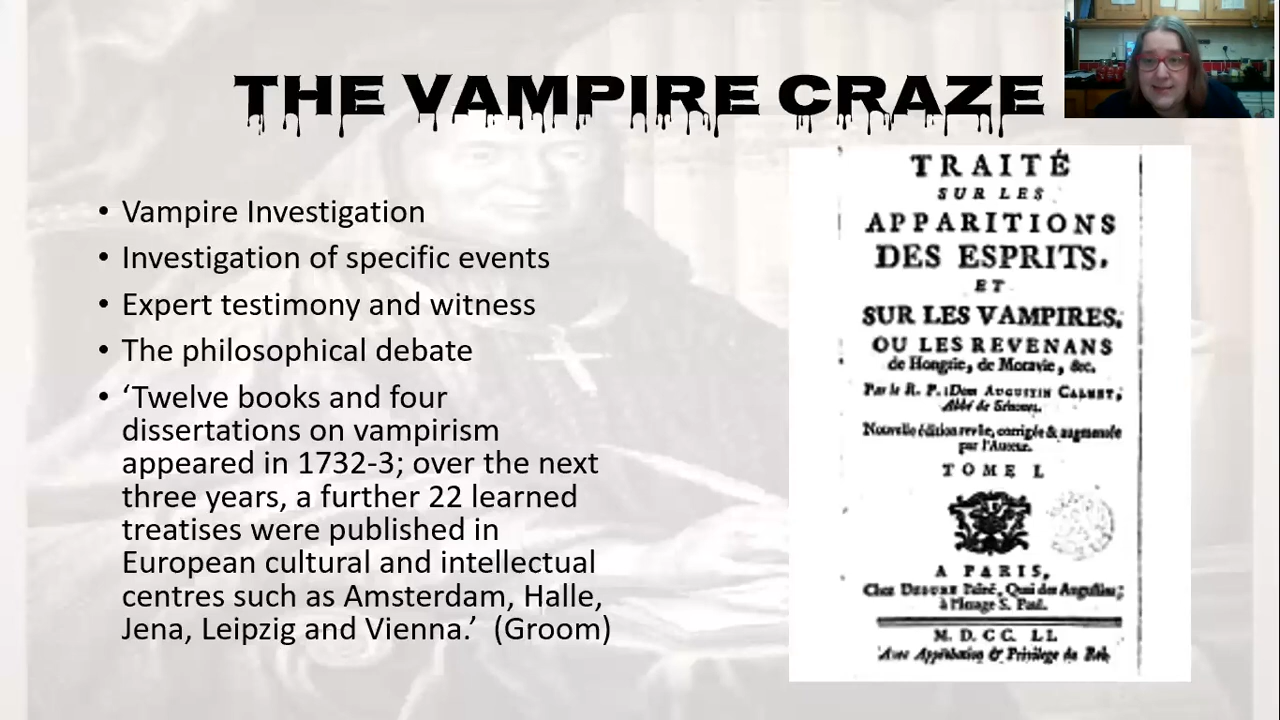 THE VAMPIRE CRAZE
• Vampire Investigation
• Investigation of specific events
• Expert testimony and witness
• The philosophical debate
• ‘Twelve books and four
dissertations on vampirism
appeared in 1732-3; over the next
three years, a further 22 learned
treatises were published in
European cultural and intellectual
centres such as Amsterdam, Halle,
Jena, Leipzig and Vienna.’ (Groom)
TRAITÉ
SUR LES
APPARITIONS
DES ESPRITS,
ET
SUR LES VAMPIRES,
OU LES REVENANS
de Hongrie, de Moravie, &c.
Par le R. P. Dom AUGUSTIN CALMET,
Abbé de Sénones.
Nouvelle édition revûe, corrigée & augmentée
par l'Auteur.
TOME I.
A PARIS,
Chez DEBURE l'aîné, Quai des Augustins;
à l'Image S. Paul.
M. D. CC. LI.
Avec Approbation & Privilege du Roi.